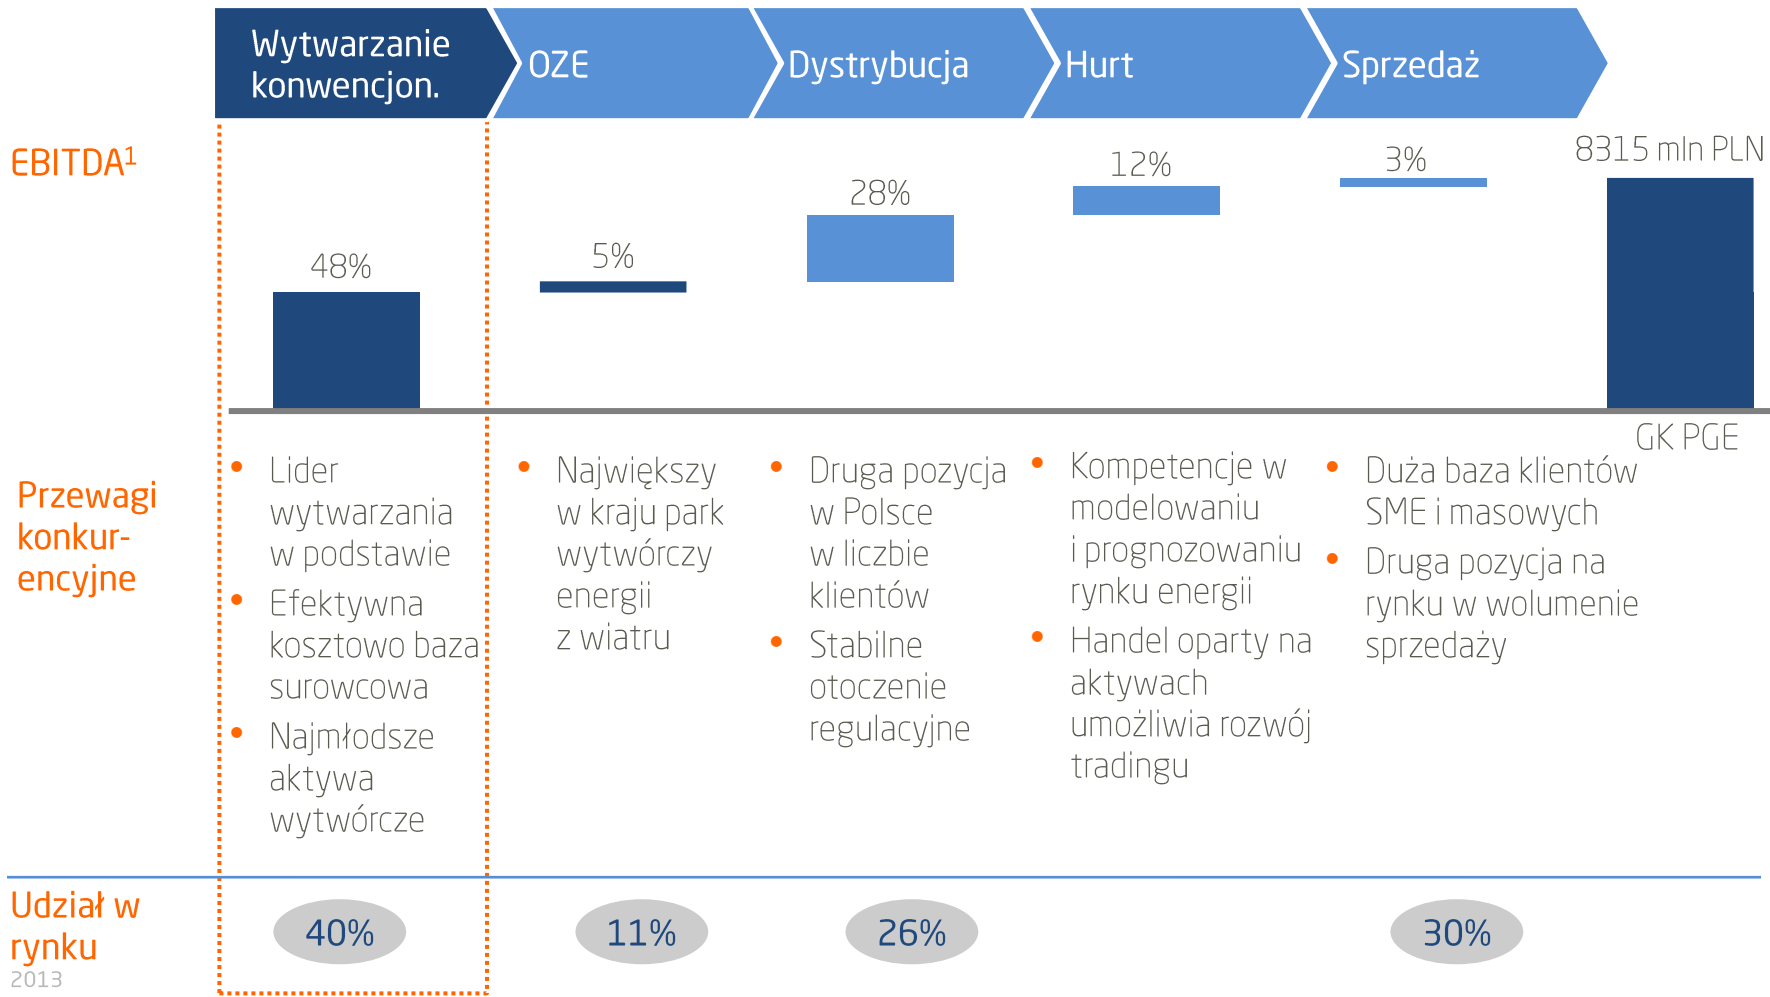 Wytwarzanie
konwencjon.
OZE
Dystrybucja
Hurt
Sprzedaż
EBITDA¹
48%
5%
28%
12%
3%
8315 mln PLN
GK PGE
Przewagi
konkur-
encyjne
• Lider
wytwarzania
w podstawie
• Efektywna
kosztowo baza
surowcowa
• Najmłodsze
aktywa
wytwórcze
• Największy
w kraju park
wytwórczy
energii
z wiatru
• Druga pozycja
w Polsce
w liczbie
klientów
• Stabilne
otoczenie
regulacyjne
• Kompetencje w
modelowaniu
i prognozowaniu
rynku energii
• Handel oparty na
aktywach
umożliwia rozwój
tradingu
• Duża baza klientów
SME i masowych
• Druga pozycja na
rynku w wolumenie
sprzedaży
Udział w
rynku
2013
40%
11%
26%
30%